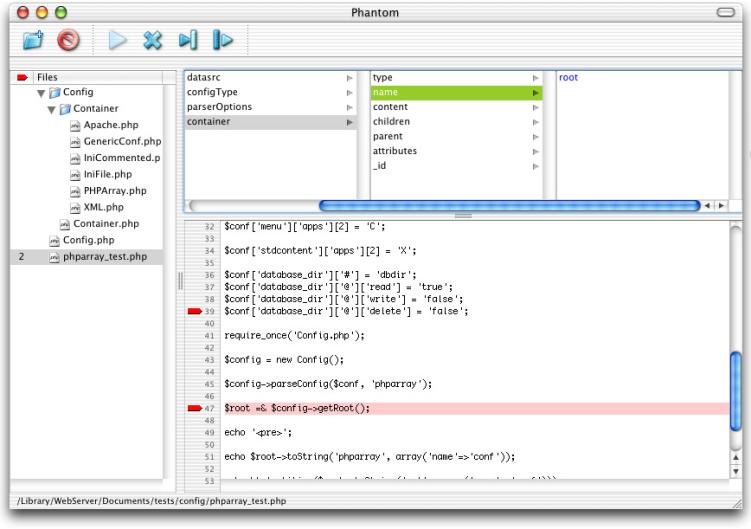 Phantom
Files
Config
Container
Apache.php
GenericConf.php
IniCommented.p
IniFile.php
PHPArray.php
XML.php
Container.php
Config.php
2 phparray_test.php
datasrc
configType
parserOptions
container
type
name
content
children
parent
attributes
_id
root
32 $conf['menu']['apps'][2] = 'C';
33
34 $conf['stdcontent']['apps'][2] = 'X';
35
36 $conf['database_dir']['#'] = 'dbdir';
37 $conf['database_dir']['@']['read'] = 'true';
38 $conf['database_dir']['@']['write'] = 'false';
39 $conf['database_dir']['@']['delete'] = 'false';
40
41 require_once('Config.php');
42
43 $config = new Config();
44
45 $config->parseConfig($conf, 'phparray');
46
47 $root =& $config->getRoot();
48
49 echo '<pre>';
50
51 echo $root->toString('phparray', array('name'=>'conf'));
52
53
/Library/WebServer/Documents/tests/config/phparray_test.php